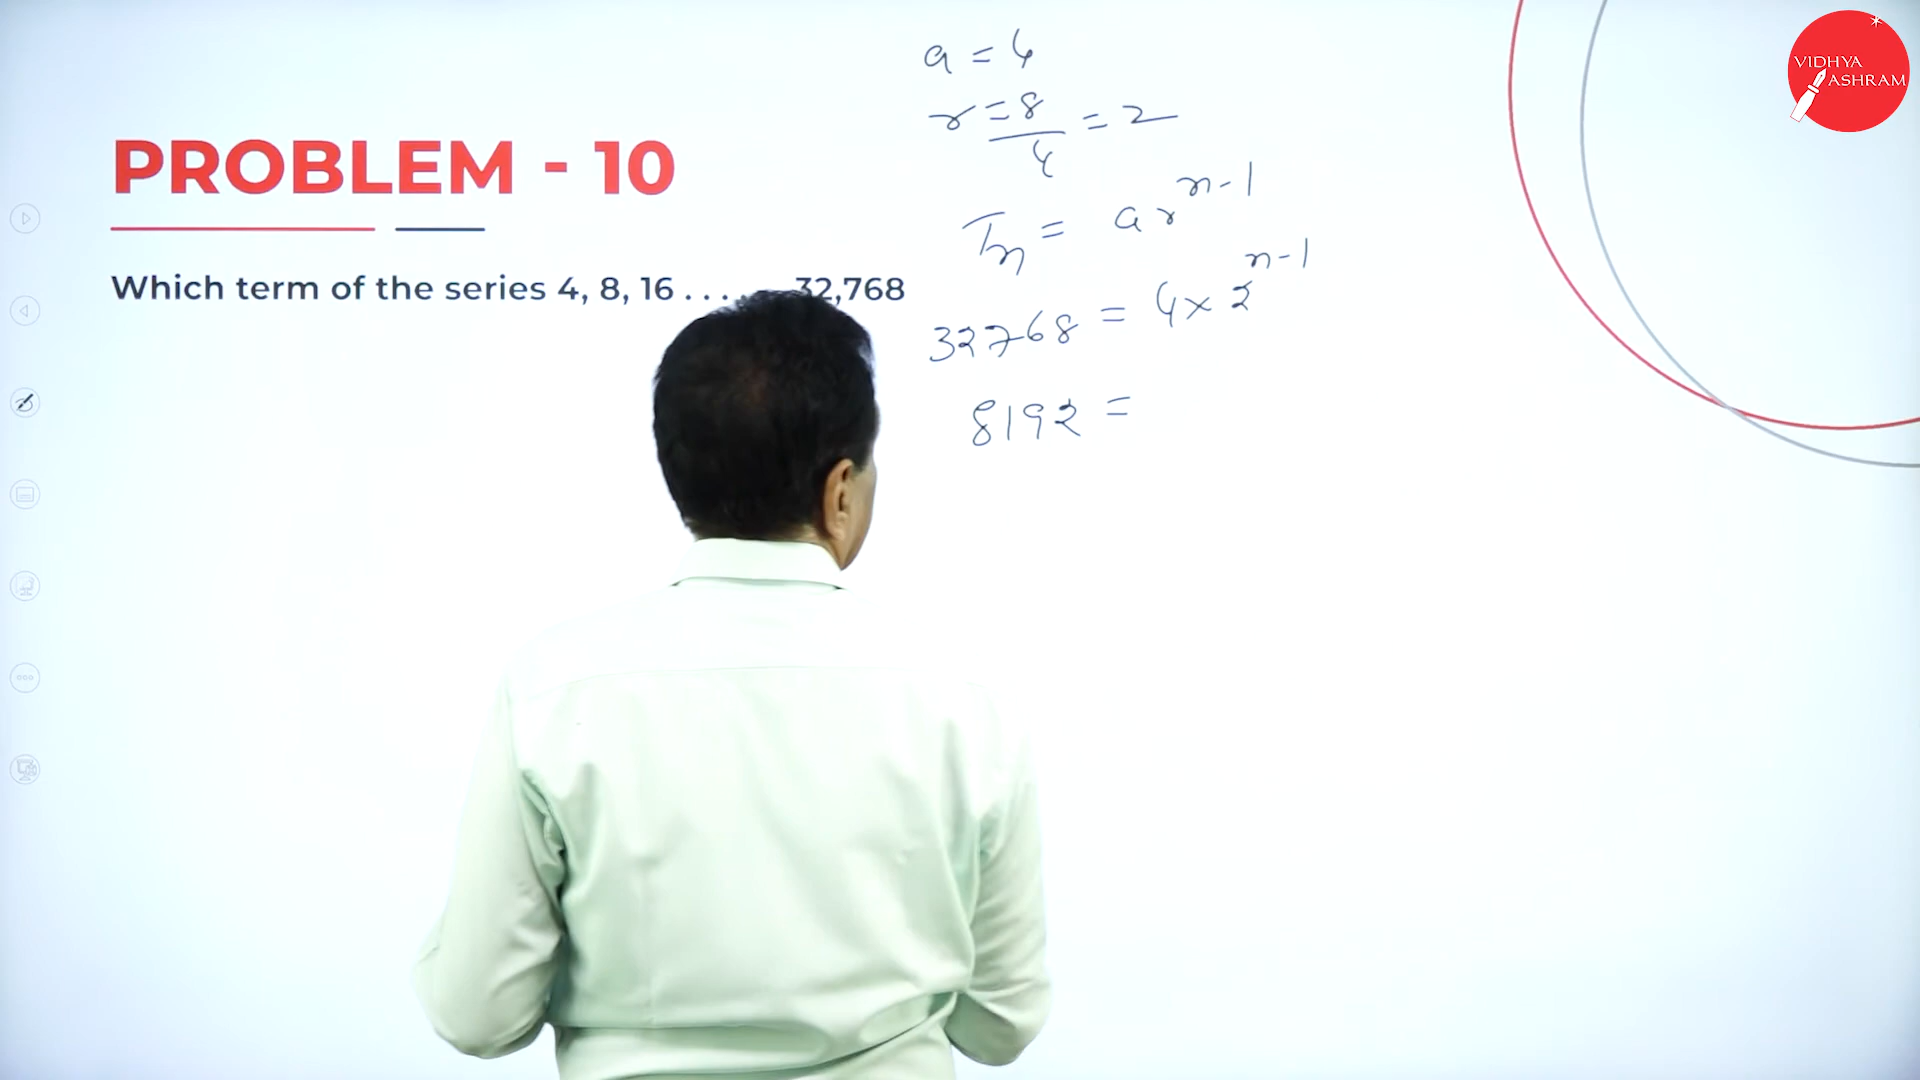 VIDHYA
ASHRAM
PROBLEM - 10
Which term of the series 4, 8, 16 . . . . 32,768
a = 4
r = 8/4 = 2
Tn = ar^n-1
32768 = 4 x 2^n-1
8192 =